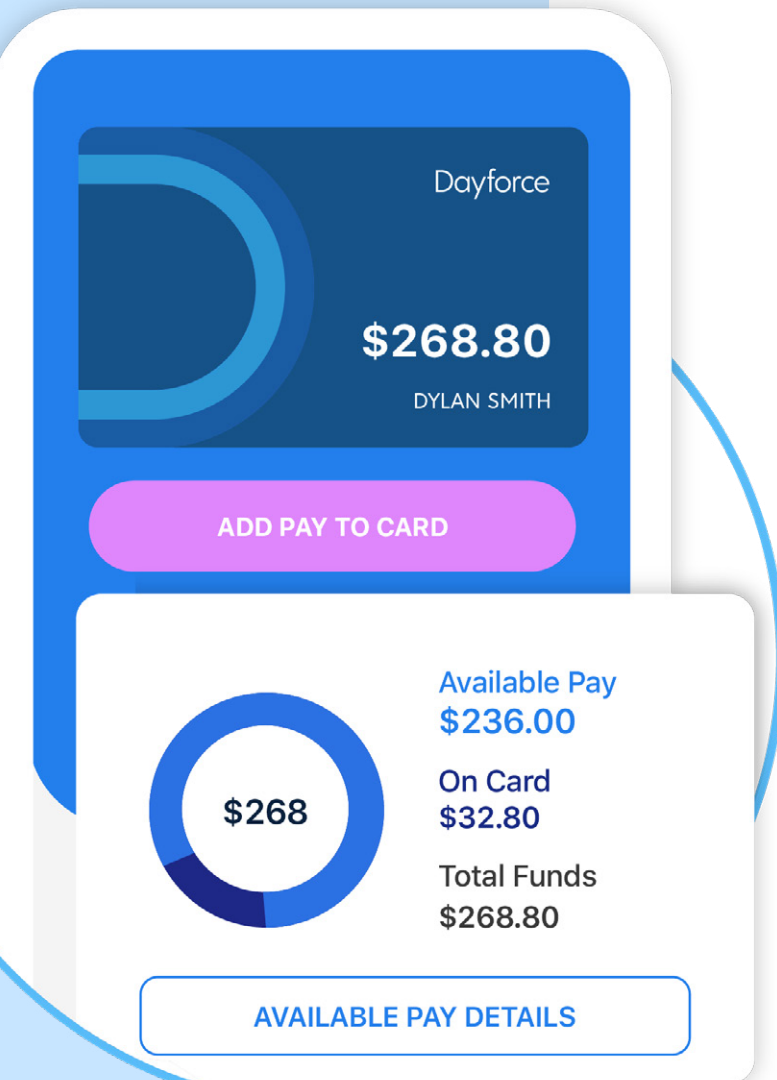 Dayforce
$268.80
DYLAN SMITH
ADD PAY TO CARD
$268
Available Pay
$236.00
On Card
$32.80
Total Funds
$268.80
AVAILABLE PAY DETAILS